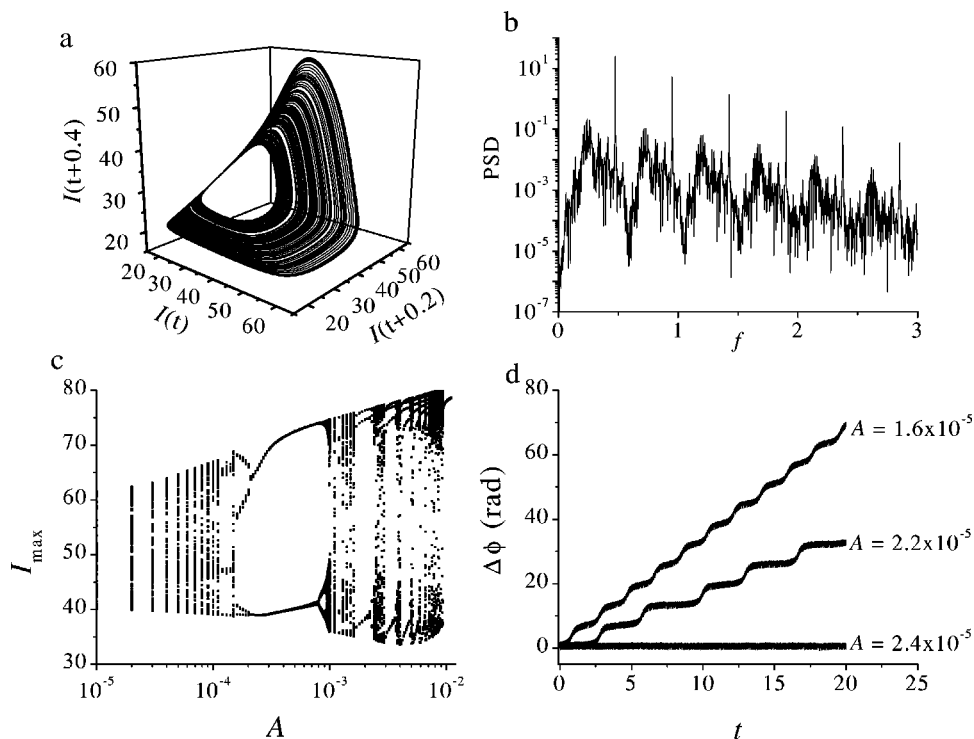 a
60
50
40
30
20
I(t+0.4)
20
30
40
50
60
I(t)
20
30
40
50
60
I(t+0.2)
b
10¹
10⁻¹
10⁻³
10⁻⁵
10⁻⁷
PSD
0
1
2
3
f
c
80
70
60
50
40
30
I_max
10⁻⁵
10⁻⁴
10⁻³
10⁻²
A
d
80
60
40
20
0
Δϕ (rad)
A = 1.6x10⁻⁵
A = 2.2x10⁻⁵
A = 2.4x10⁻⁵
0
5
10
15
20
25
t